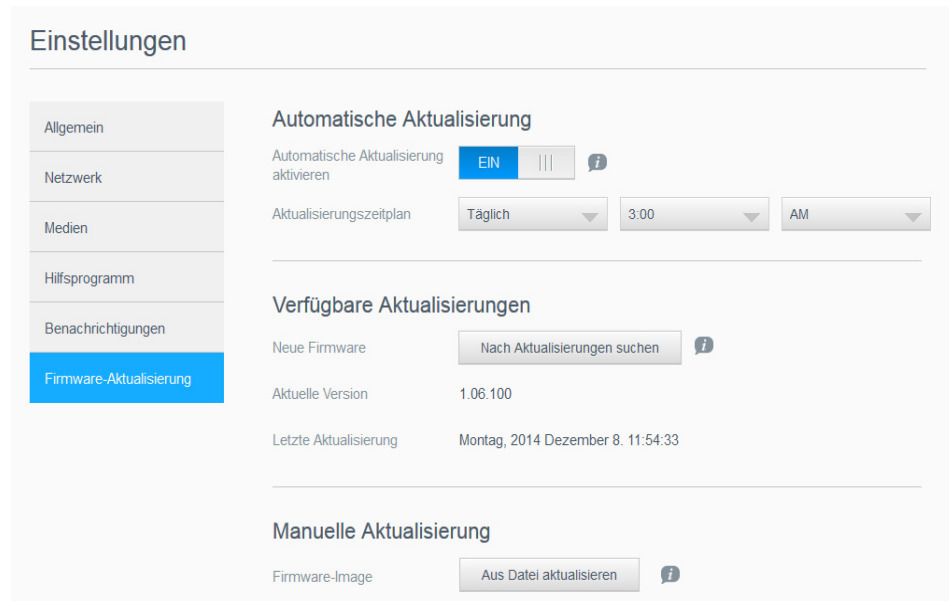 Einstellungen
Allgemein
Netzwerk
Medien
Hilfsprogramm
Benachrichtigungen
Firmware-Aktualisierung
Automatische Aktualisierung
Automatische Aktualisierung
aktivieren
EIN
Aktualisierungszeitplan
Täglich
3:00
AM
Verfügbare Aktualisierungen
Neue Firmware
Nach Aktualisierungen suchen
Aktuelle Version
1.06.100
Letzte Aktualisierung
Montag, 2014 Dezember 8. 11:54:33
Manuelle Aktualisierung
Firmware-Image
Aus Datei aktualisieren